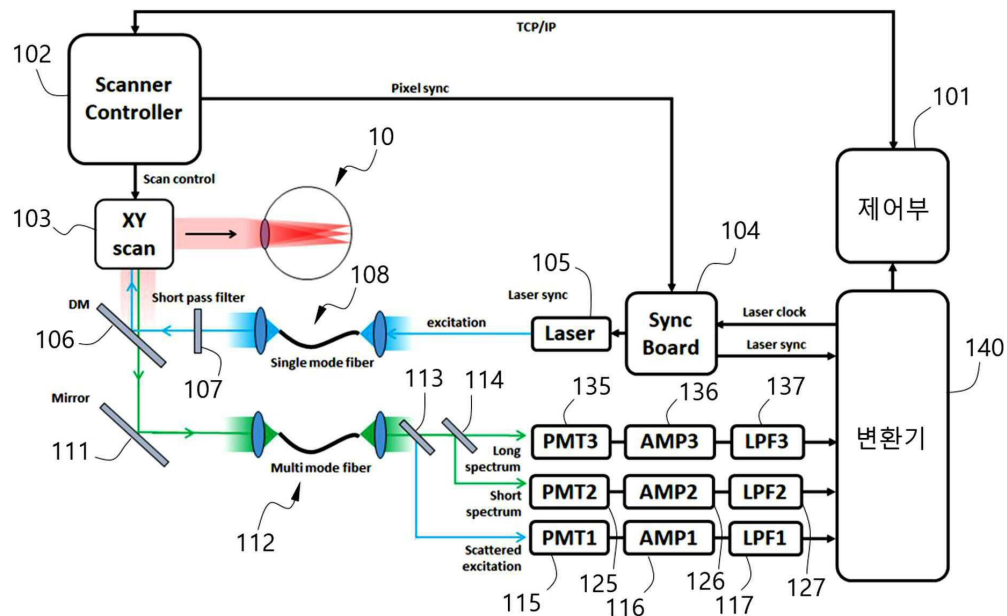 TCP/IP
102
Scanner
Controller
Pixel sync
101
10
제어부
Scan control
103
XY
scan
104
105
108
DM
Short pass filter
Laser sync
106
107
Single mode fiber
excitation
Laser
Sync
Board
Laser clock
Laser sync
140
변환기
Mirror
111
Multi mode fiber
112
113
114
135
136
137
Long
spectrum
PMT3
AMP3
LPF3
Short
spectrum
PMT2
AMP2
LPF2
Scattered
excitation
PMT1
AMP1
LPF1
115
125
116
126
117
127